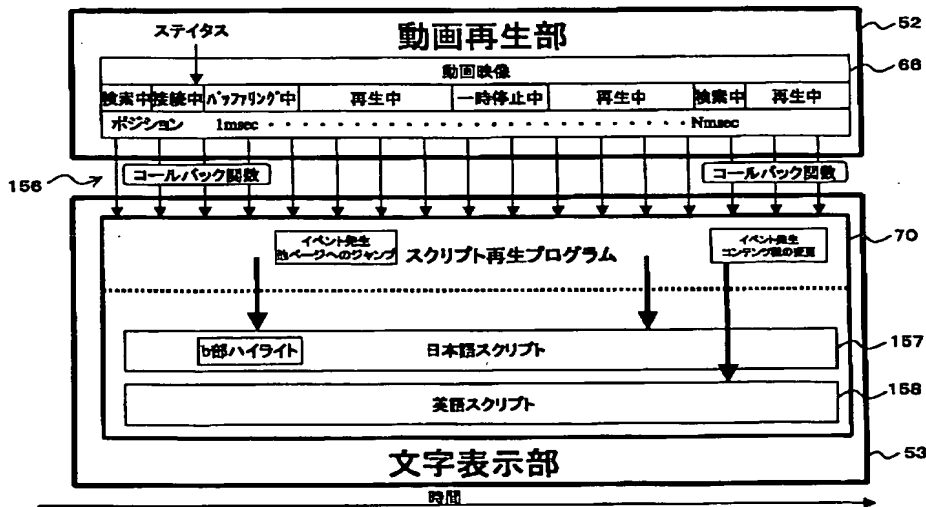 ステイタス
動画再生部
52
動画映像
66
検索中 接続中 バッファリング中 再生中 一時停止中 再生中 検索中 再生中
ポジション 1msec・・・・・・・・・・・・・・・・・・・・・・・・・・・・・・・・Nmsec
156
コールバック関数 コールバック関数
70
イベント発生
他ページへのジャンプ
スクリプト再生プログラム
イベント発生
コンテンツ種の変更
b部ハイライト
日本語スクリプト
157
英語スクリプト
158
文字表示部
53
時間